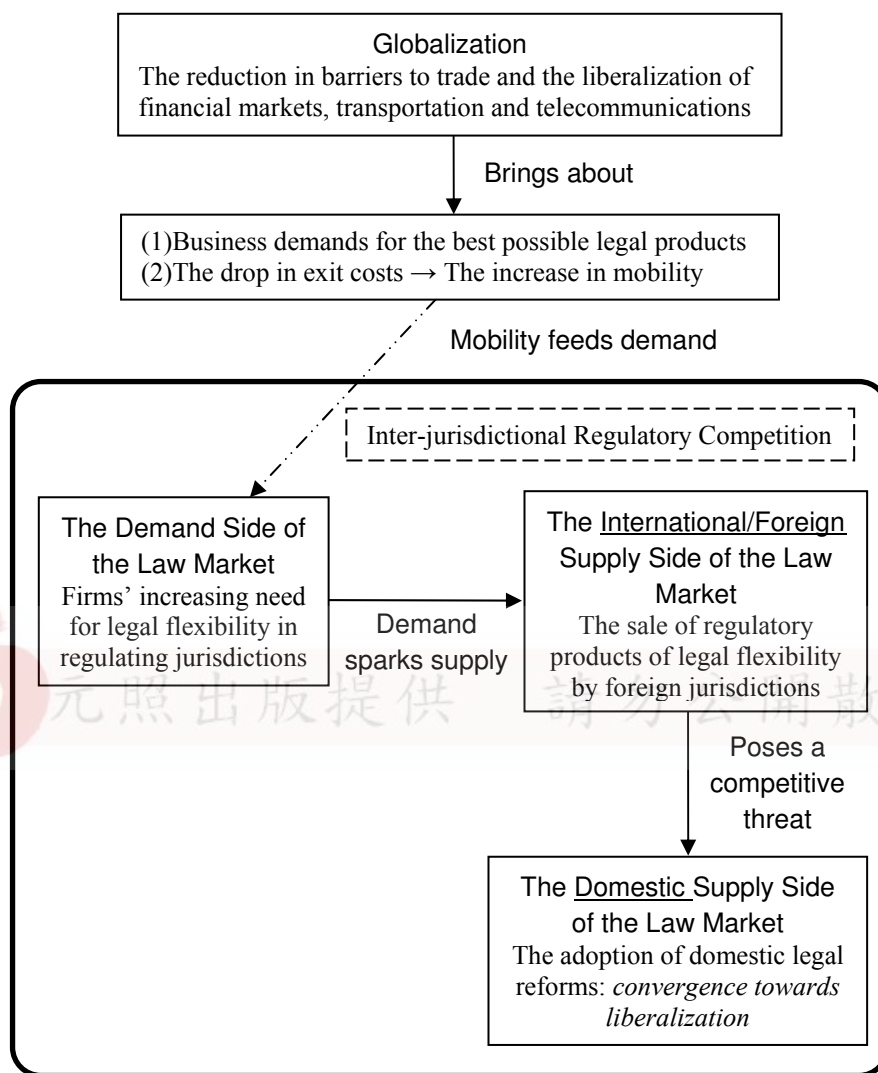 Globalization
The reduction in barriers to trade and the liberalization of
financial markets, transportation and telecommunications
Brings about
(1)Business demands for the best possible legal products
(2)The drop in exit costs → The increase in mobility
Mobility feeds demand
Inter-jurisdictional Regulatory Competition
The Demand Side of
the Law Market
Firms’ increasing need
for legal flexibility in
regulating jurisdictions
Demand
sparks supply
The International/Foreign
Supply Side of the Law
Market
The sale of regulatory
products of legal flexibility
by foreign jurisdictions
元照出版提供 請勿公開散
Poses a
competitive
threat
The Domestic Supply Side
of the Law Market
The adoption of domestic legal
reforms: convergence towards
liberalization